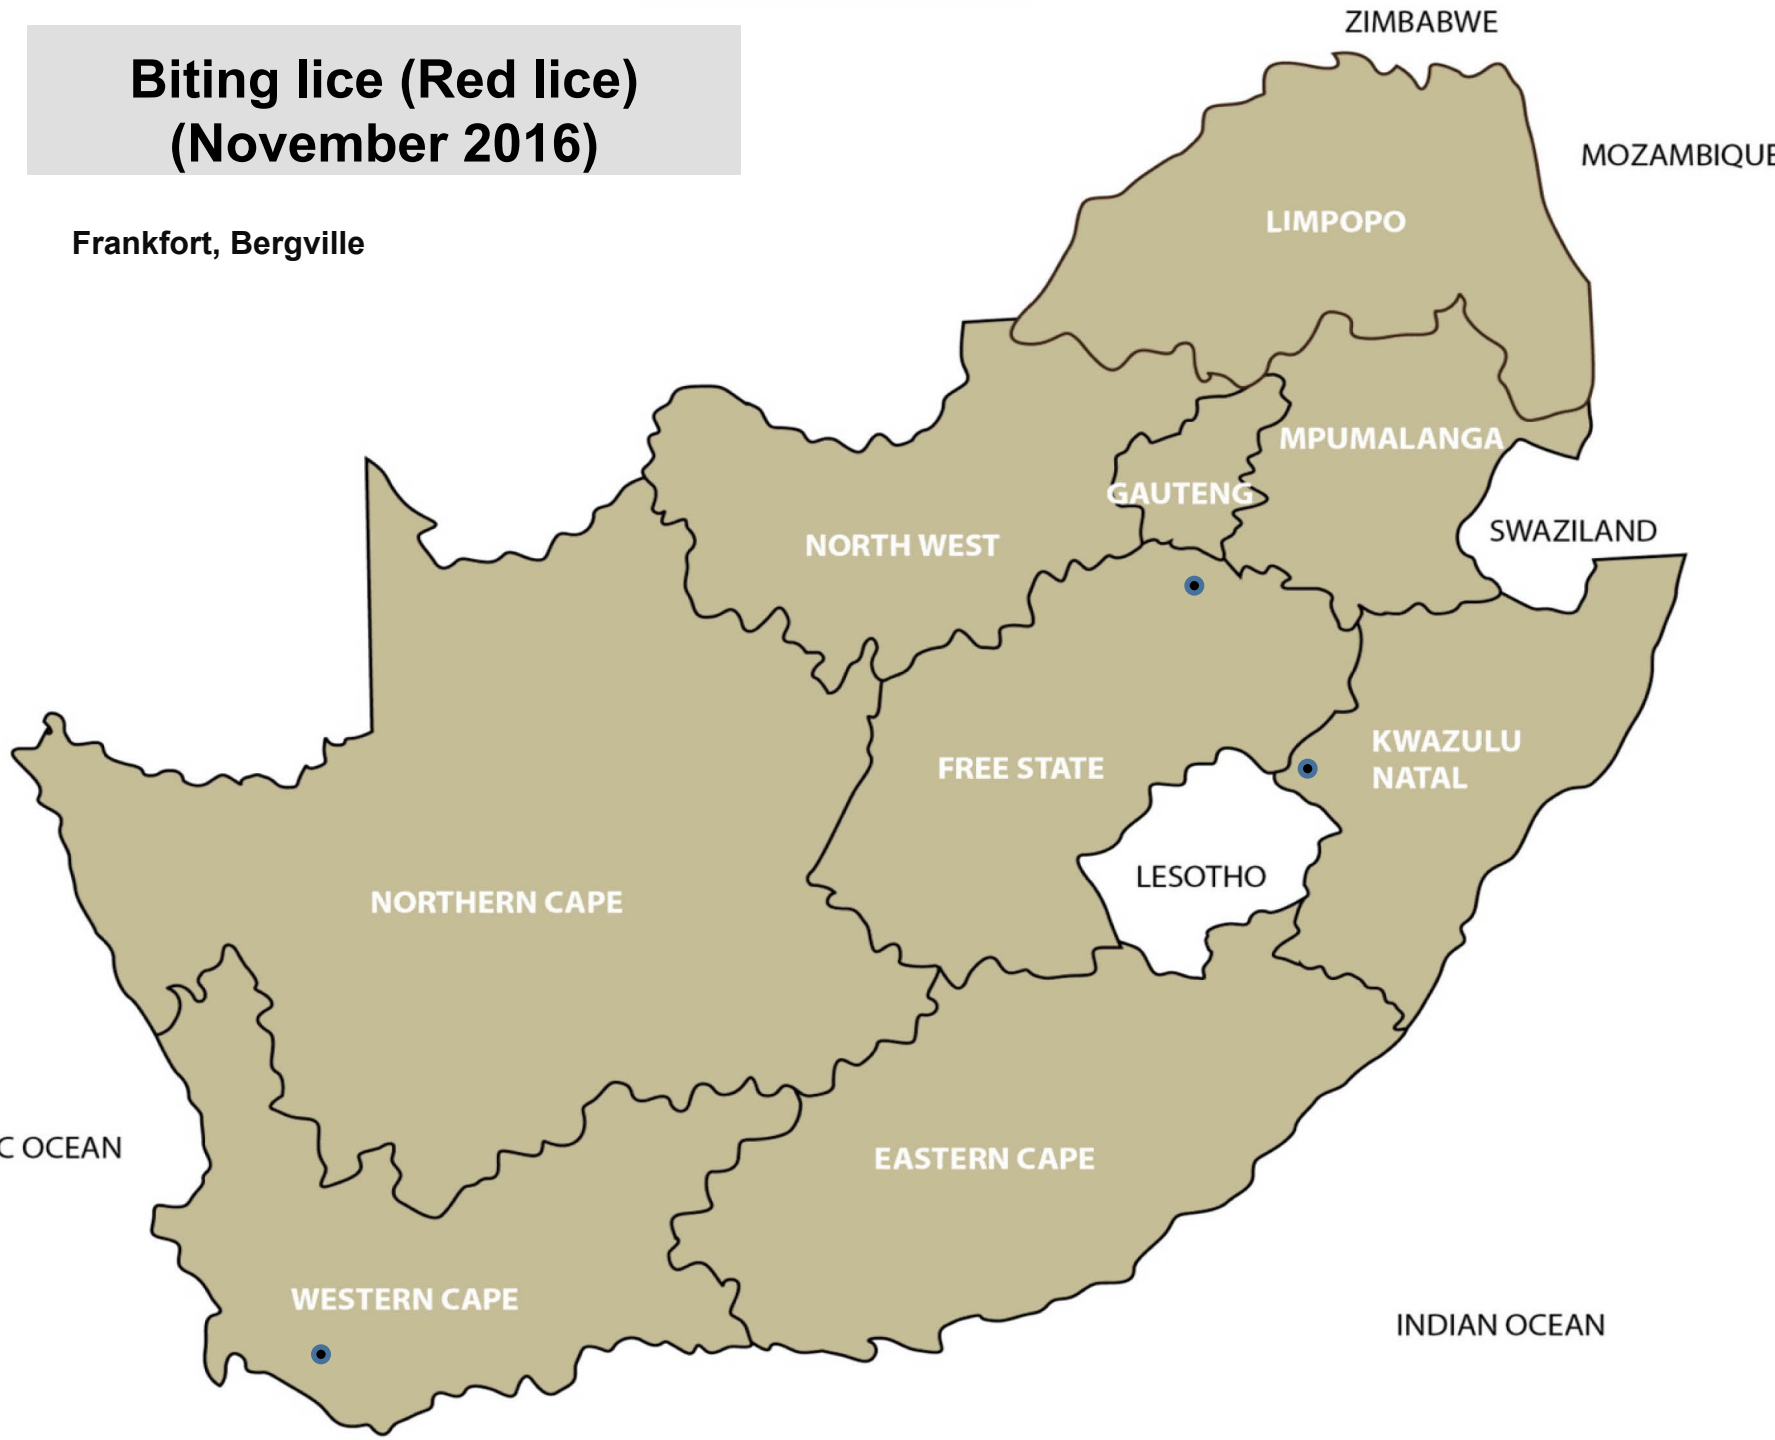 Biting lice (Red lice)
(November 2016)
Frankfort, Bergville
ZIMBABWE
MOZAMBIQUE
LIMPOPO
MPUMALANGA
GAUTENG
SWAZILAND
NORTH WEST
KWAZULU
NATAL
FREE STATE
LESOTHO
NORTHERN CAPE
C OCEAN
EASTERN CAPE
WESTERN CAPE
INDIAN OCEAN